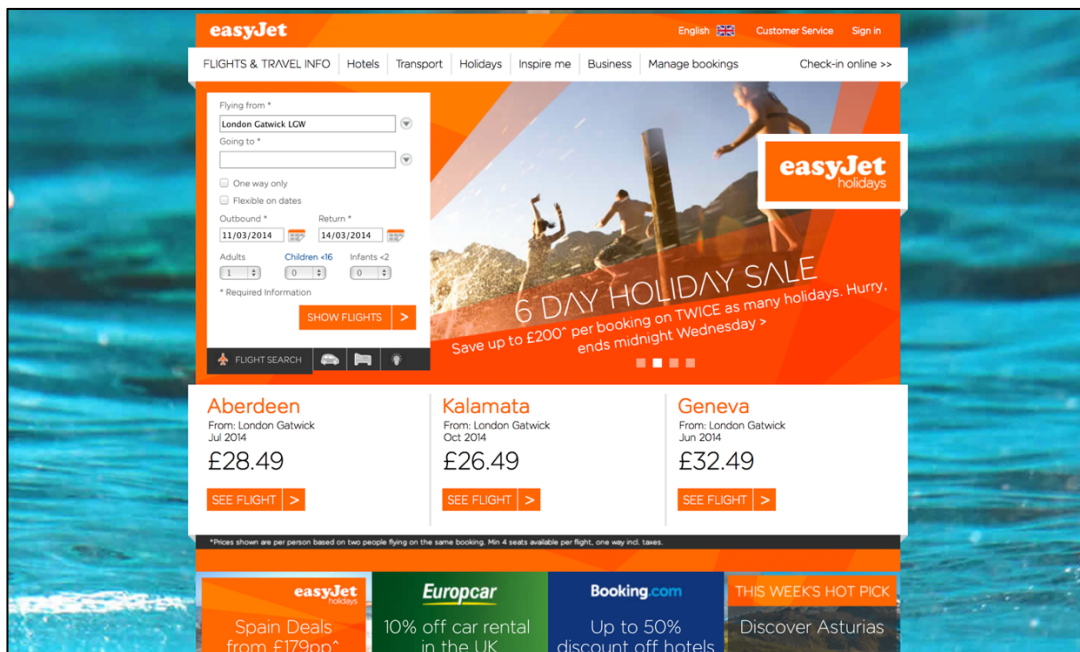 easyJet
English
Customer Service
Sign in
FLIGHTS & TRAVEL INFO
Hotels
Transport
Holidays
Inspire me
Business
Manage bookings
Check-in online >>
Flying from *
London Gatwick LGW
Going to *
One way only
Flexible on dates
Outbound *
Return *
11/03/2014
14/03/2014
Adults
Children <16
Infants <2
1
0
0
* Required Information
SHOW FLIGHTS >
FLIGHT SEARCH
easyJet
holidays
6 DAY HOLIDAY SALE
Save up to £200^ per booking on TWICE as many holidays. Hurry,
ends midnight Wednesday >
Aberdeen
From: London Gatwick
Jul 2014
£28.49
SEE FLIGHT >
Kalamata
From: London Gatwick
Oct 2014
£26.49
SEE FLIGHT >
Geneva
From: London Gatwick
Jun 2014
£32.49
SEE FLIGHT >
*Prices shown are per person based on two people flying on the same booking. Min 4 seats available per flight, one way incl. taxes.
easyJet
holidays
Spain Deals
from £179pp^
Europcar
10% off car rental
in the UK
Booking.com
Up to 50%
discount off hotels
THIS WEEK'S HOT PICK
Discover Asturias